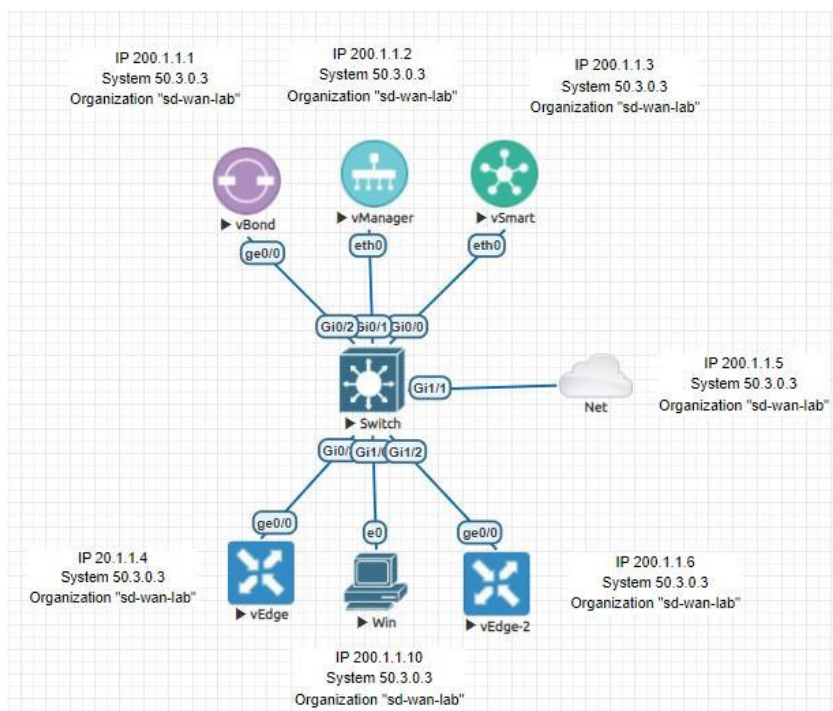 IP 200.1.1.1
System 50.3.0.3
Organization "sd-wan-lab"
IP 200.1.1.2
System 50.3.0.3
Organization "sd-wan-lab"
IP 200.1.1.3
System 50.3.0.3
Organization "sd-wan-lab"
vBond
vManager
vSmart
ge0/0
eth0
eth0
Gi0/2
Gi0/1
Gi0/0
Switch
Gi1/1
Net
IP 200.1.1.5
System 50.3.0.3
Organization "sd-wan-lab"
Gi0/
Gi1/
Gi1/2
ge0/0
e0
ge0/0
IP 20.1.1.4
System 50.3.0.3
Organization "sd-wan-lab"
vEdge
Win
vEdge-2
IP 200.1.1.6
System 50.3.0.3
Organization "sd-wan-lab"
IP 200.1.1.10
System 50.3.0.3
Organization "sd-wan-lab"